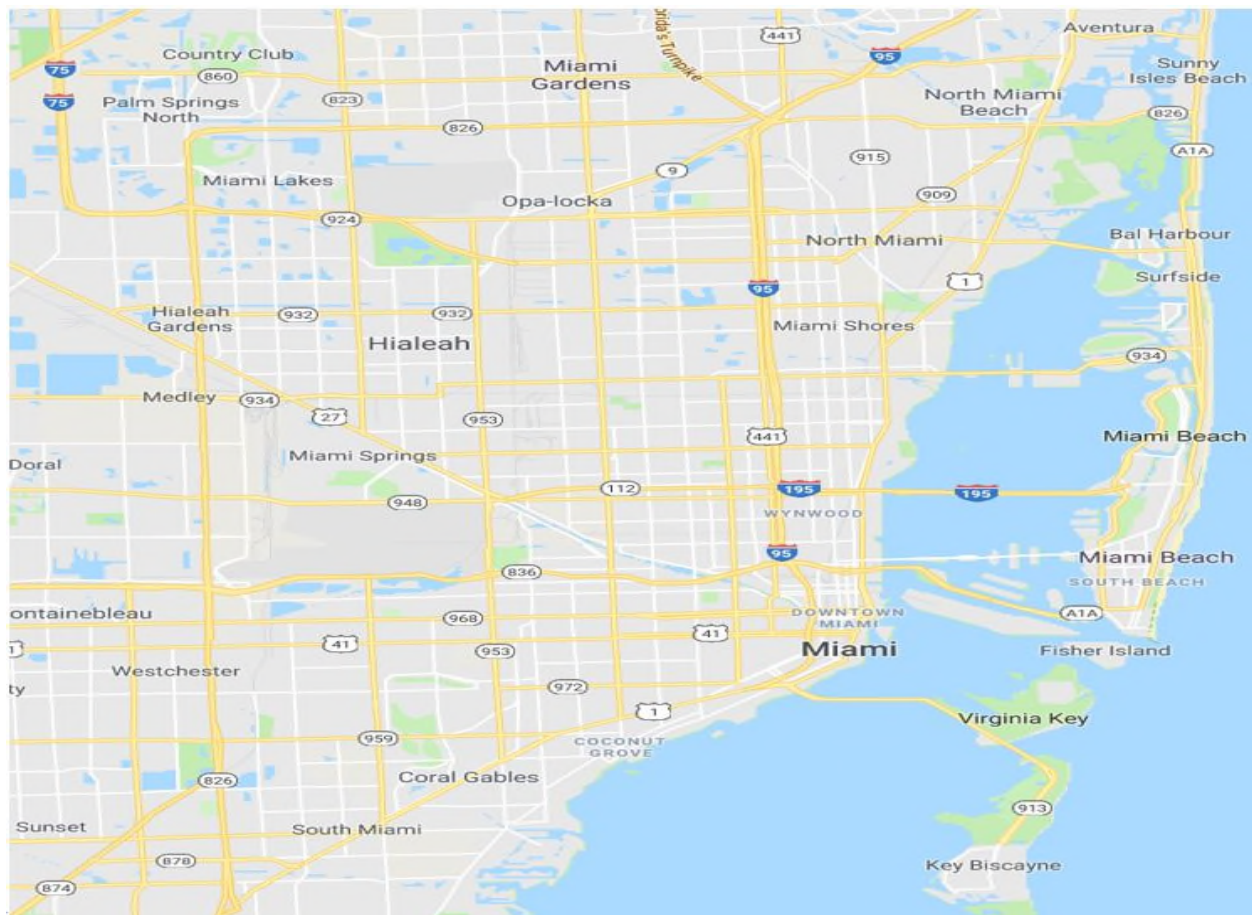 Aventura
441
orida's Turnpike
Country Club
95
Sunny
Isles Beach
75
860
Miami
Gardens
75
Palm Springs
North
823
North Miami
Beach
826
826
A1A
915
9
Miami Lakes
Opa-locka
909
924
North Miami
Bal Harbour
Surfside
1
95
Hialeah
Gardens
932
932
Miami Shores
Hialeah
934
Medley
934
27
953
441
Miami Beach
Doral
Miami Springs
112
195
195
948
WYNWOOD
95
Miami Beach
836
SOUTH BEACH
ontainebleau
968
DOWNTOWN
MIAMI
A1A
1
41
953
41
Miami
Fisher Island
Westchester
ty
972
1
Virginia Key
959
COCONUT
GROVE
826
Coral Gables
913
Sunset
South Miami
878
Key Biscayne
874